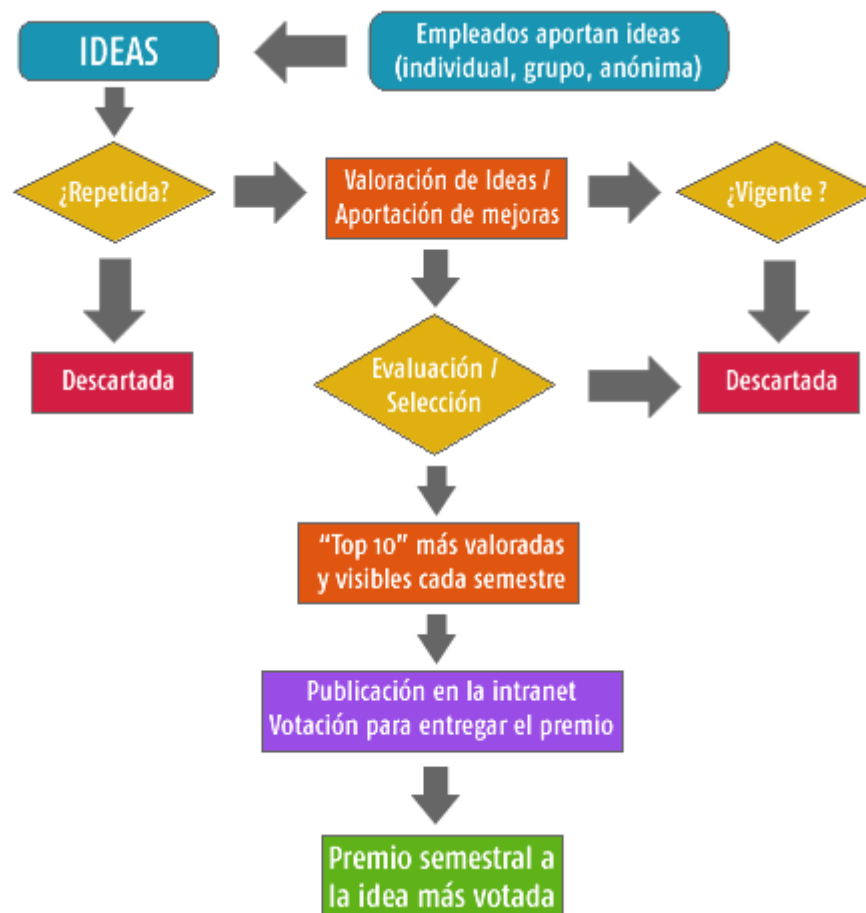 IDEAS
Empleados aportan ideas
(individual, grupo, anónima)
¿Repetida?
Valoración de Ideas /
Aportación de mejoras
¿Vigente ?
Descartada
Evaluación /
Selección
Descartada
“Top 10” más valoradas
y visibles cada semestre
Publicación en la intranet
Votación para entregar el premio
Premio semestral a
la idea más votada